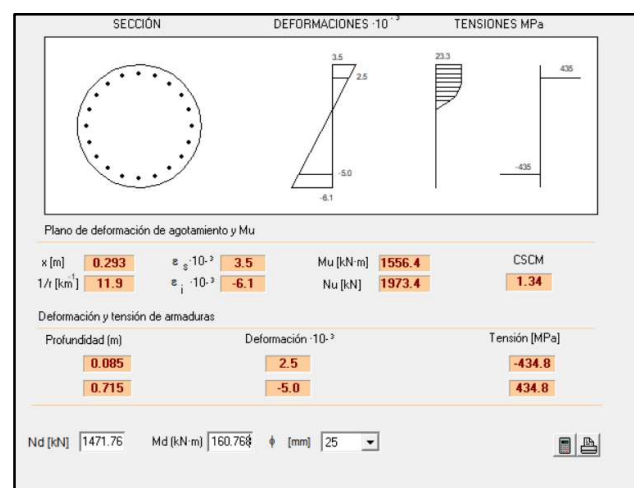 SECCIÓN DEFORMACIONES ·10⁻³ TENSIONES MPa
3.5
2.5
-5.0
-6.1
23.3
435
-435
Plano de deformación de agotamiento y Mu
x [m] 0.293 ε s ·10-³ 3.5 Mu [kN·m] 1556.4 CSCM
1/r [km⁻¹] 11.9 ε i ·10-³ -6.1 Nu [kN] 1973.4 1.34
Deformación y tensión de armaduras
Profundidad (m) Deformación ·10-³ Tensión [MPa]
0.085 2.5 -434.8
0.715 -5.0 434.8
Nd [kN] 1471.76 Md (kN·m) 160.768 ϕ [mm] 25